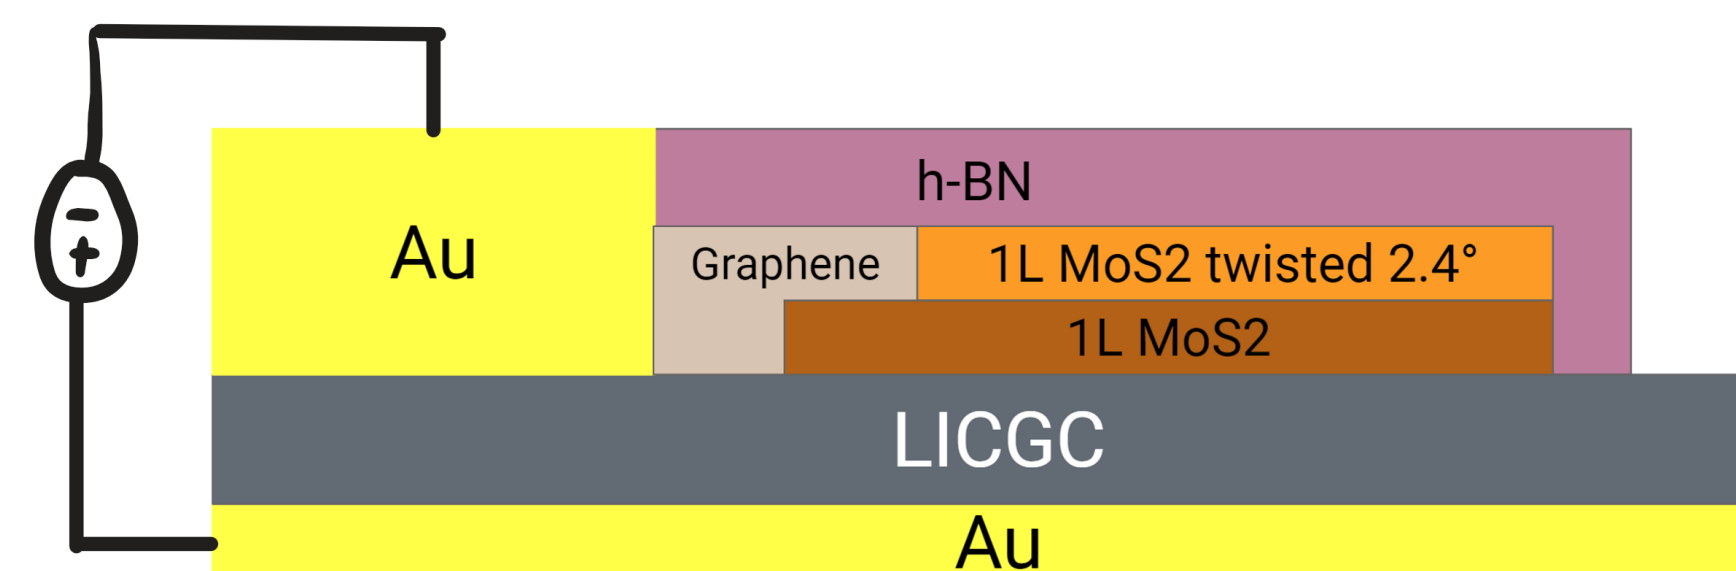 −
+
Au
h-BN
Graphene
1L MoS2 twisted 2.4°
1L MoS2
LICGC
Au